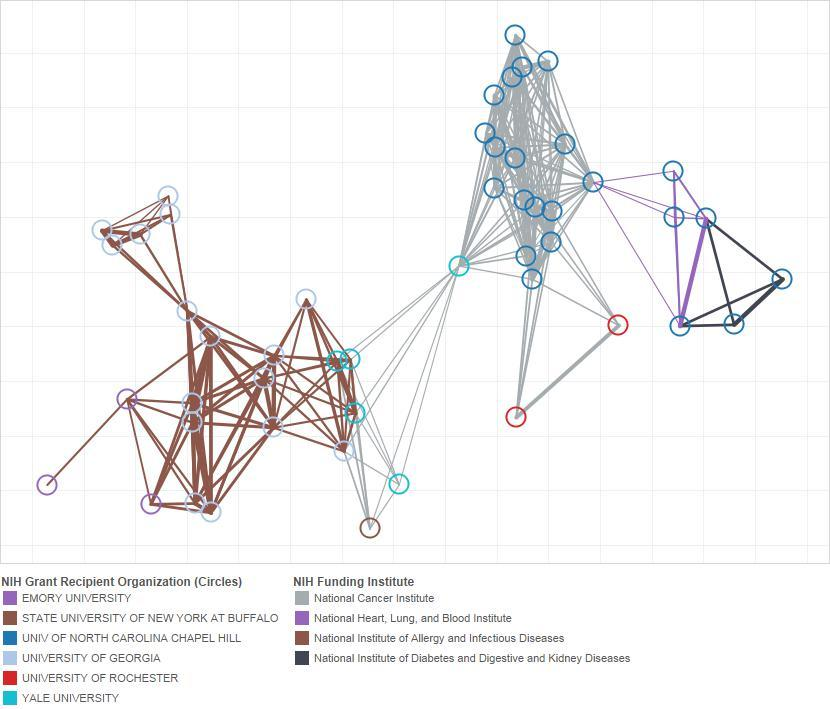 NIH Grant Recipient Organization (Circles)
EMORY UNIVERSITY
STATE UNIVERSITY OF NEW YORK AT BUFFALO
UNIV OF NORTH CAROLINA CHAPEL HILL
UNIVERSITY OF GEORGIA
UNIVERSITY OF ROCHESTER
YALE UNIVERSITY
NIH Funding Institute
National Cancer Institute
National Heart, Lung, and Blood Institute
National Institute of Allergy and Infectious Diseases
National Institute of Diabetes and Digestive and Kidney Diseases